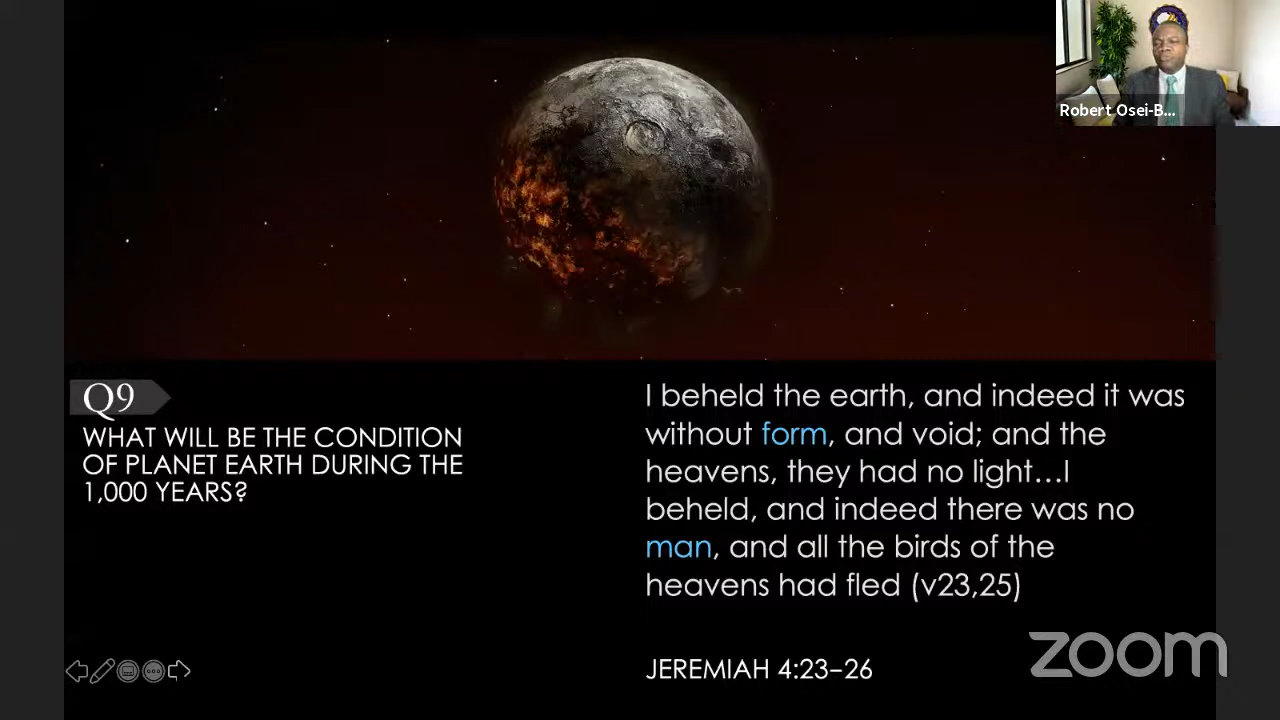 Robert Osei-B...
Q9
WHAT WILL BE THE CONDITION
OF PLANET EARTH DURING THE
1,000 YEARS?
I beheld the earth, and indeed it was
without form, and void; and the
heavens, they had no light...I
beheld, and indeed there was no
man, and all the birds of the
heavens had fled (v23,25)
JEREMIAH 4:23–26
zoom